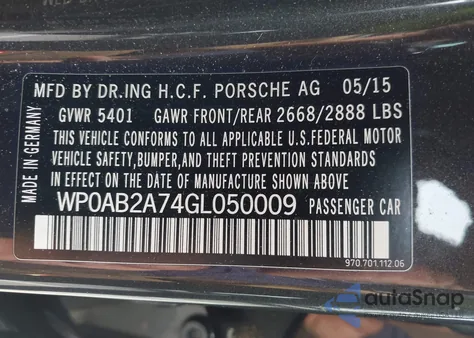 MFD BY DR.ING H.C.F. PORSCHE AG 05/15
GVWR 5401 GAWR FRONT/REAR 2668/2888 LBS
THIS VEHICLE CONFORMS TO ALL APPLICABLE U.S.FEDERAL MOTOR
VEHICLE SAFETY,BUMPER,AND THEFT PREVENTION STANDARDS
IN EFFECT ON THE DATE OF MANUFACTURE SHOWN ABOVE.
WP0AB2A74GL050009 PASSENGER CAR
MADE IN GERMANY
970.701.112.06
autoSnap